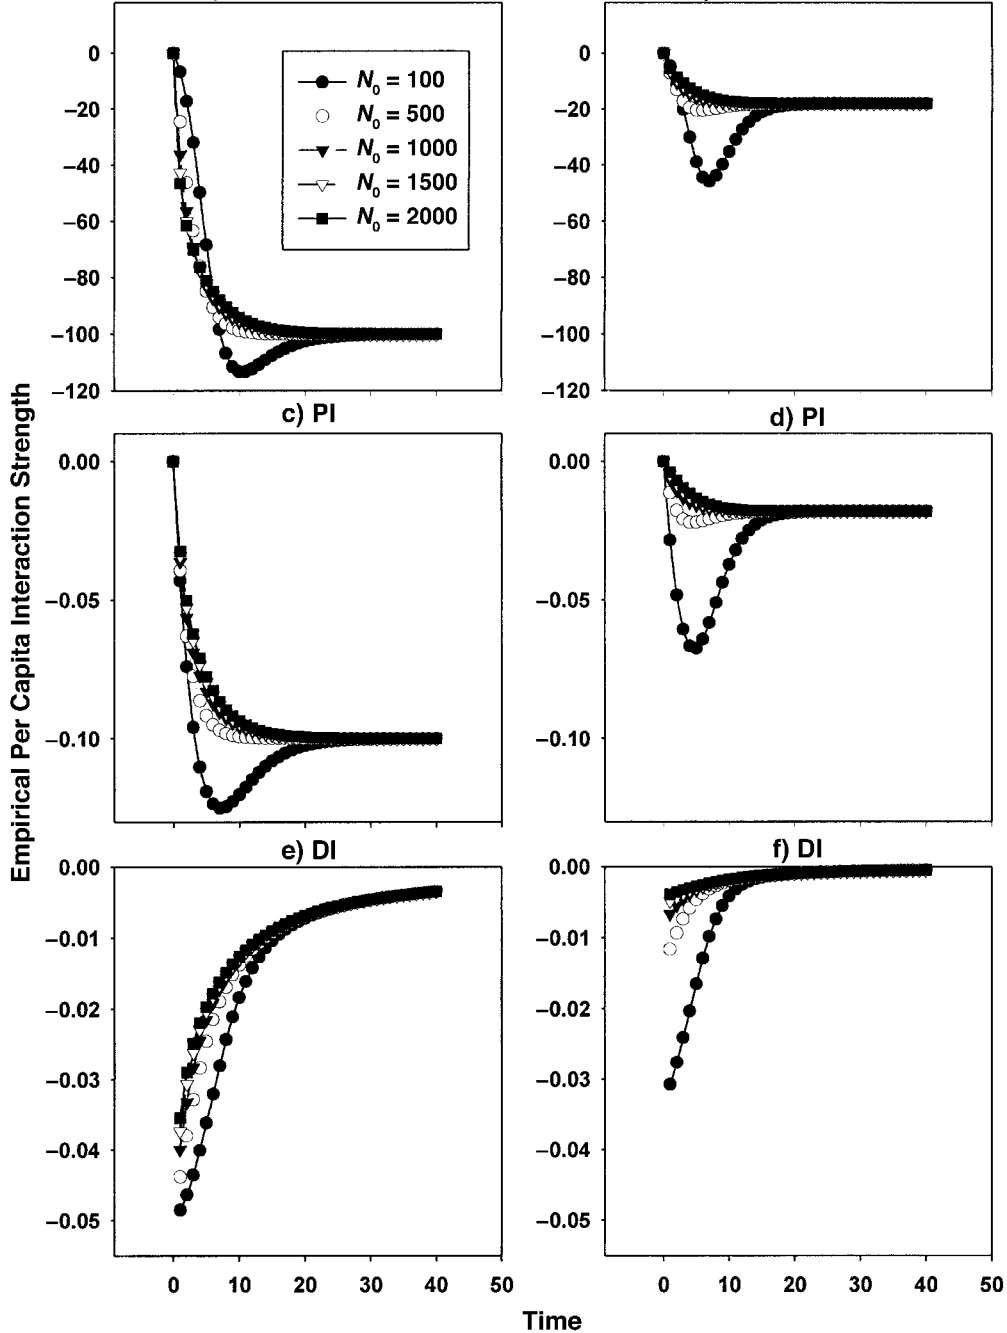 0
−20
−40
−60
−80
−100
−120
N0 = 100
N0 = 500
N0 = 1000
N0 = 1500
N0 = 2000
0
−20
−40
−60
−80
−100
−120
Empirical Per Capita Interaction Strength
c) PI
0.00
−0.05
−0.10
d) PI
0.00
−0.05
−0.10
e) DI
0.00
−0.01
−0.02
−0.03
−0.04
−0.05
0 10 20 30 40 50
f) DI
0.00
−0.01
−0.02
−0.03
−0.04
−0.05
0 10 20 30 40 50
Time